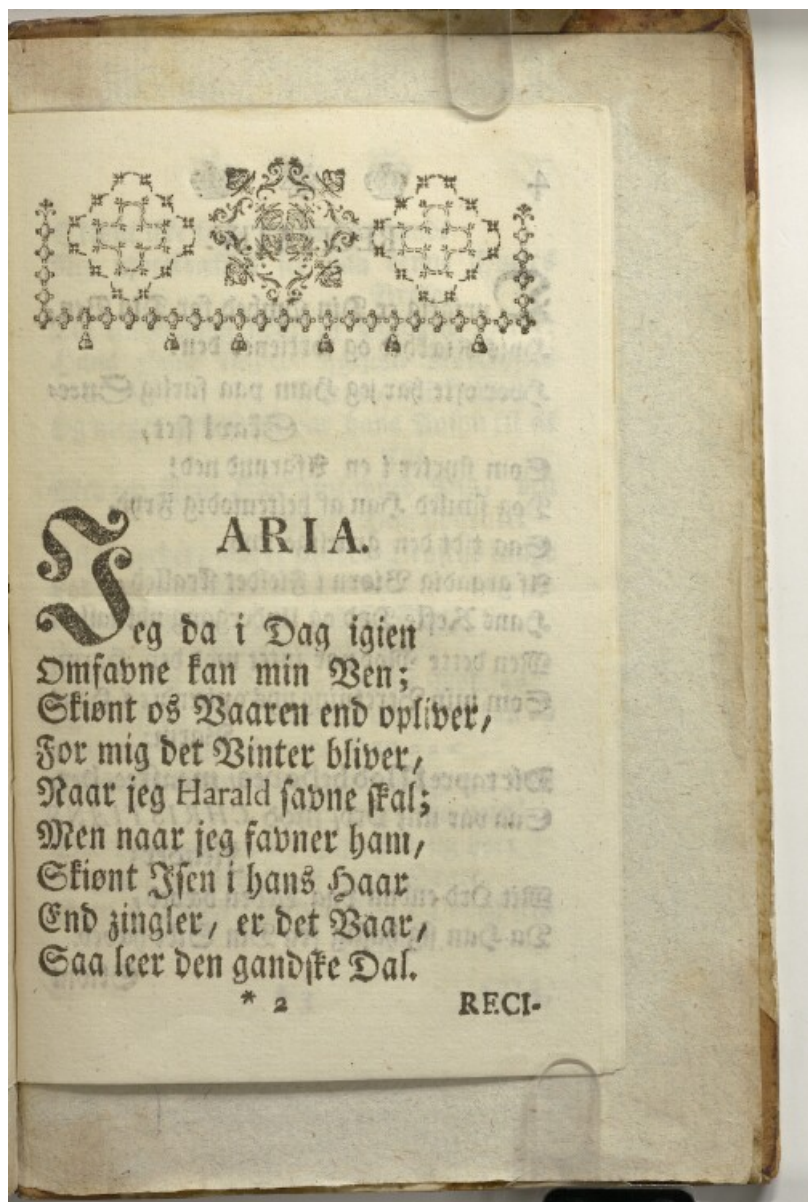 ARIA.
Jeg da i Dag igien
Omfavne kan min Ven;
Skiønt os Vaaren end opliver,
For mig det Vinter bliver,
Naar jeg Harald savne skal;
Men naar jeg favner ham,
Skiønt Isen i hans Haar
End zingler, er det Vaar,
Saa leer den gandske Dal.
* 2 RECI-